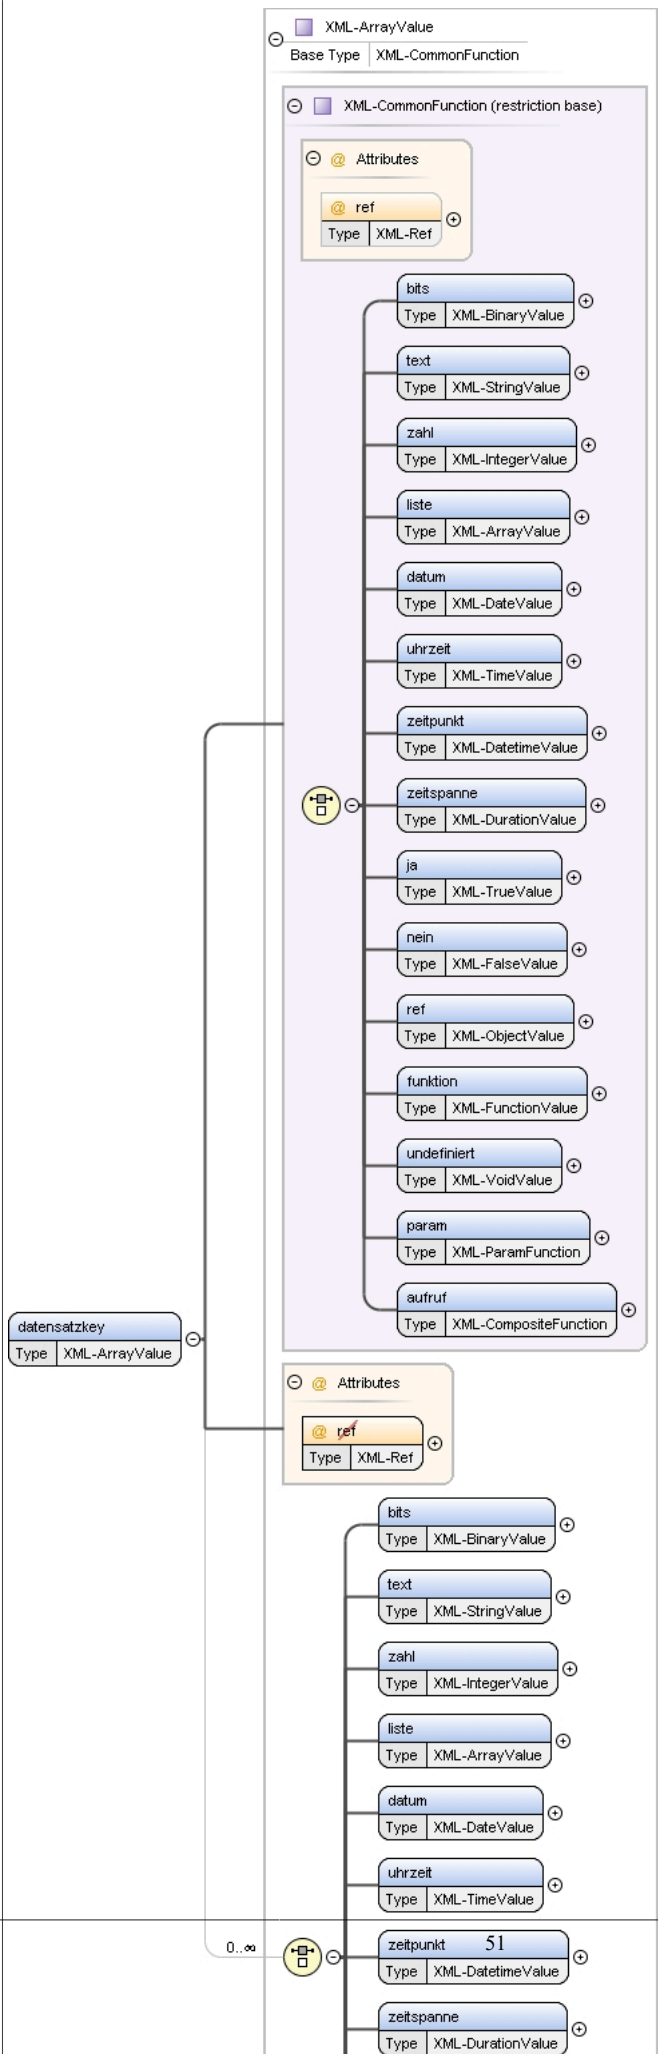 XML-ArrayValue
Base Type XML-CommonFunction
XML-CommonFunction (restriction base)
@ Attributes
@ ref
Type XML-Ref
bits
Type XML-BinaryValue
text
Type XML-StringValue
zahl
Type XML-IntegerValue
liste
Type XML-ArrayValue
datum
Type XML-DateValue
uhrzeit
Type XML-TimeValue
zeitpunkt
Type XML-DatetimeValue
zeitspanne
Type XML-DurationValue
ja
Type XML-TrueValue
nein
Type XML-FalseValue
ref
Type XML-ObjectValue
funktion
Type XML-FunctionValue
undefiniert
Type XML-VoidValue
param
Type XML-ParamFunction
aufruf
Type XML-CompositeFunction
datensatzkey
Type XML-ArrayValue
@ Attributes
@ ref
Type XML-Ref
bits
Type XML-BinaryValue
text
Type XML-StringValue
zahl
Type XML-IntegerValue
liste
Type XML-ArrayValue
datum
Type XML-DateValue
uhrzeit
Type XML-TimeValue
0..∞
zeitpunkt 51
Type XML-DatetimeValue
zeitspanne
Type XML-DurationValue